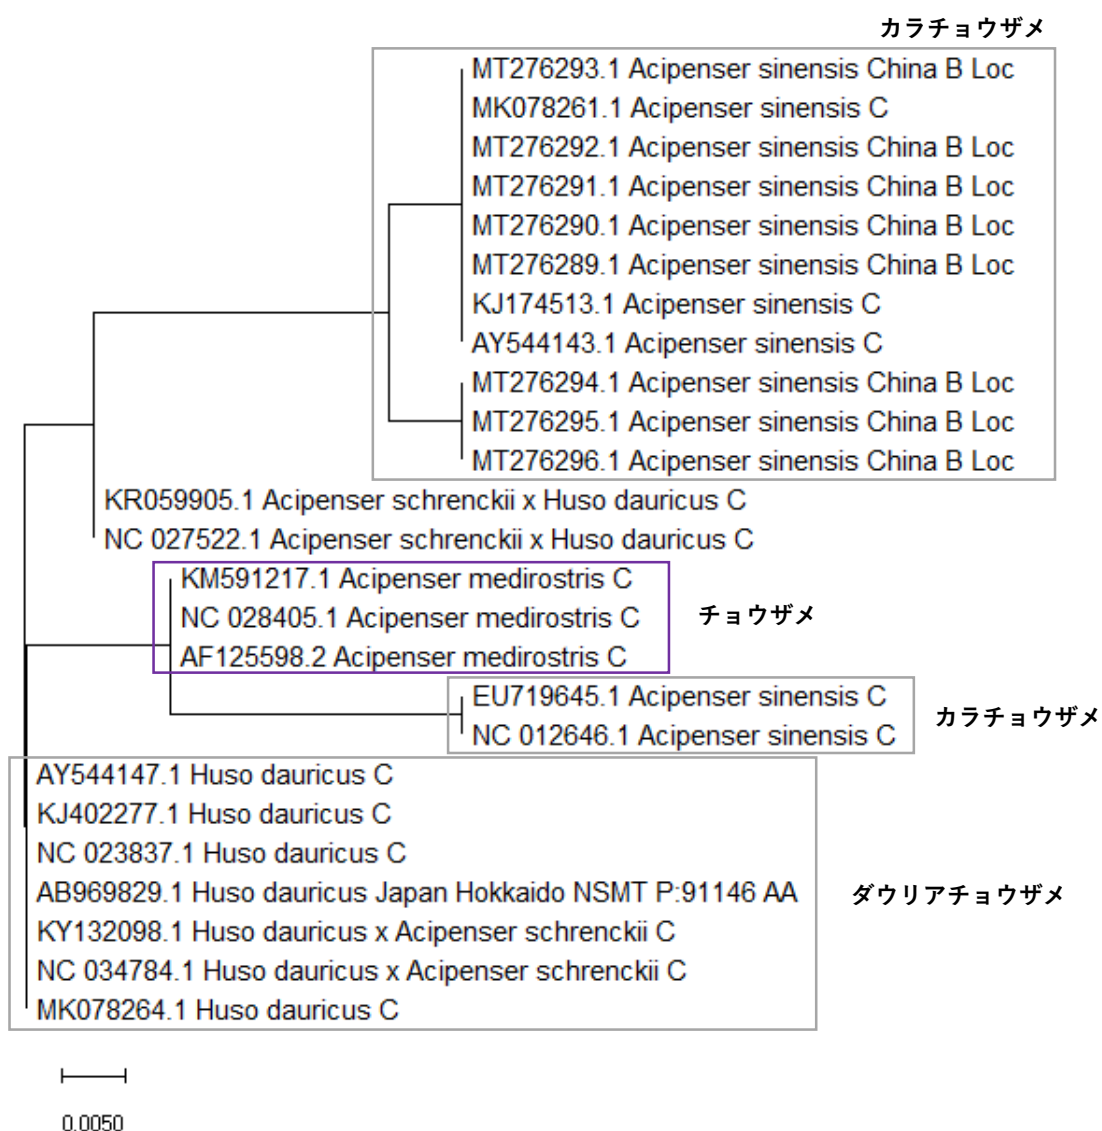 カラチョウザメ
MT276293.1 Acipenser sinensis China B Loc
MK078261.1 Acipenser sinensis C
MT276292.1 Acipenser sinensis China B Loc
MT276291.1 Acipenser sinensis China B Loc
MT276290.1 Acipenser sinensis China B Loc
MT276289.1 Acipenser sinensis China B Loc
KJ174513.1 Acipenser sinensis C
AY544143.1 Acipenser sinensis C
MT276294.1 Acipenser sinensis China B Loc
MT276295.1 Acipenser sinensis China B Loc
MT276296.1 Acipenser sinensis China B Loc
KR059905.1 Acipenser schrenckii x Huso dauricus C
NC 027522.1 Acipenser schrenckii x Huso dauricus C
KM591217.1 Acipenser medirostris C
NC 028405.1 Acipenser medirostris C
チョウザメ
AF125598.2 Acipenser medirostris C
EU719645.1 Acipenser sinensis C
カラチョウザメ
NC 012646.1 Acipenser sinensis C
AY544147.1 Huso dauricus C
KJ402277.1 Huso dauricus C
NC 023837.1 Huso dauricus C
AB969829.1 Huso dauricus Japan Hokkaido NSMT P:91146 AA
ダウリアチョウザメ
KY132098.1 Huso dauricus x Acipenser schrenckii C
NC 034784.1 Huso dauricus x Acipenser schrenckii C
MK078264.1 Huso dauricus C
0.0050